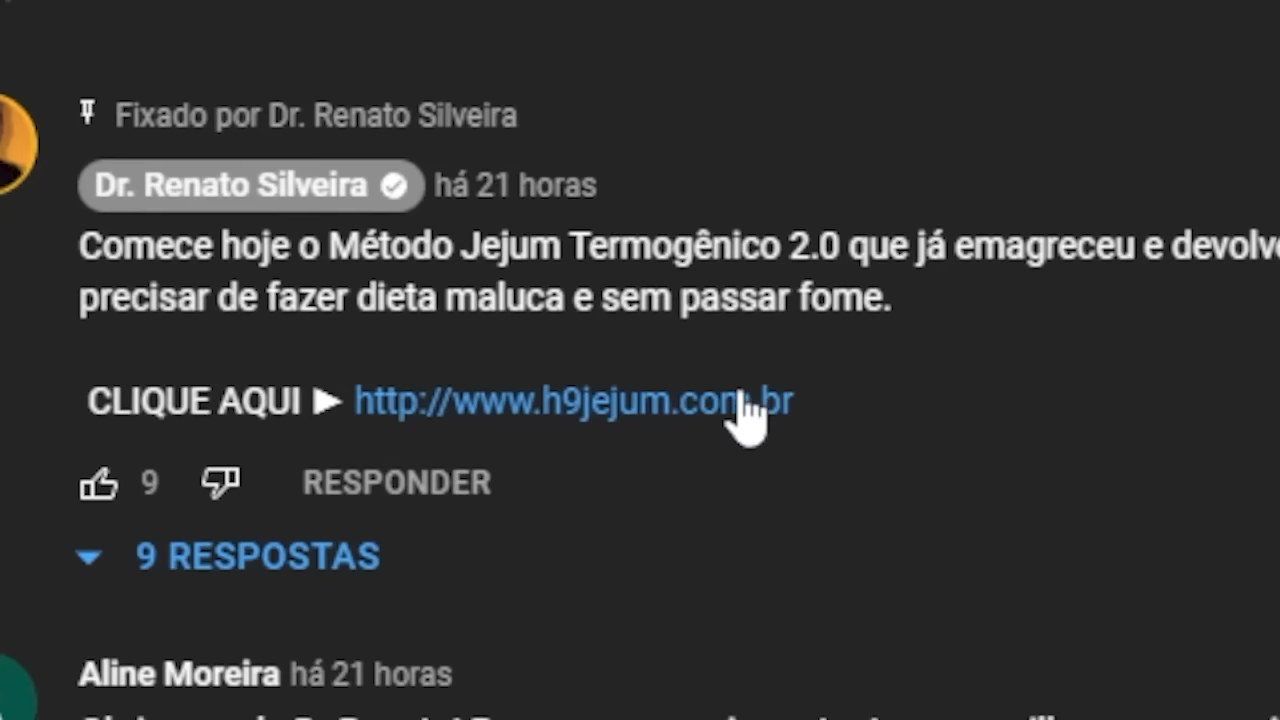 Fixado por Dr. Renato Silveira
Dr. Renato Silveira há 21 horas
Comece hoje o Método Jejum Termogênico 2.0 que já emagreceu e
precisar de fazer dieta maluca e sem passar fome.
CLIQUE AQUI ► http://www.h9jejum.com.br
9 RESPONDER
9 RESPOSTAS
Aline Moreira há 21 horas